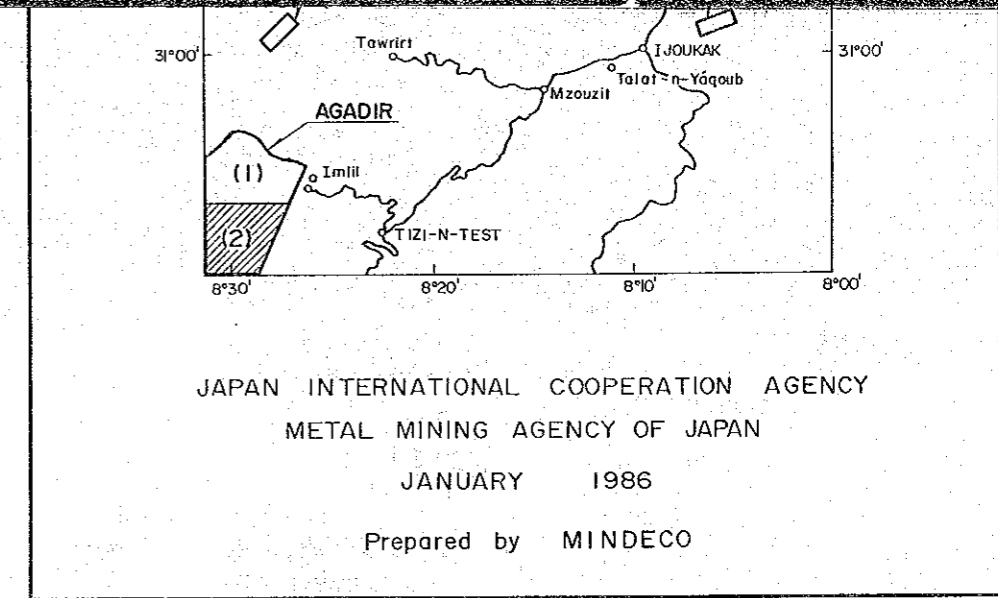 31°00' Tawrirt IJOUKAK 31°00'
Talat-n-Yaqoub
Mzouzit
AGADIR
(1) Imlil
(2) TIZI-N-TEST
8°30' 8°20' 8°10' 8°00'
JAPAN INTERNATIONAL COOPERATION AGENCY
METAL MINING AGENCY OF JAPAN
JANUARY 1986
Prepared by MINDECO